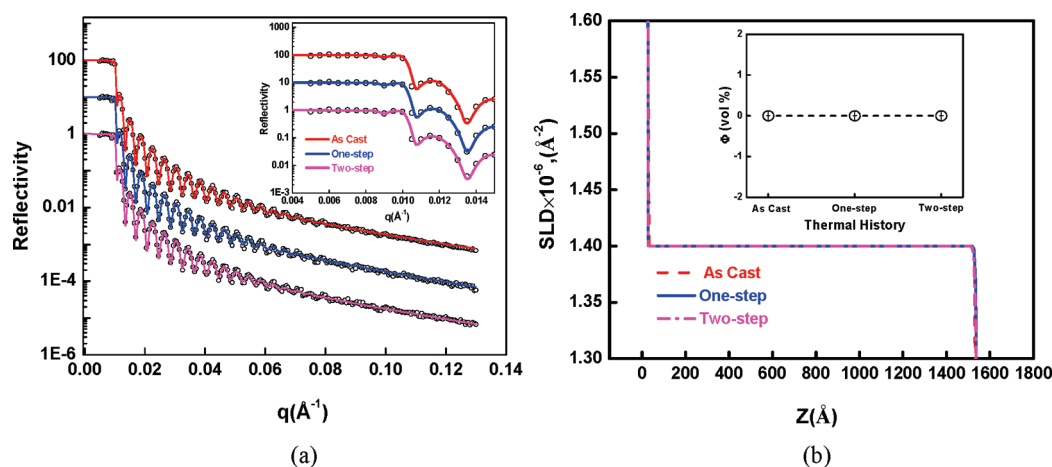 100
1
0.01
1E-4
1E-6
Reflectivity
0.00 0.02 0.04 0.06 0.08 0.10 0.12 0.14
q(Å⁻¹)
100
10
1
0.1
0.01
1E-3
Reflectivity
As Cast
One-step
Two-step
0.004 0.006 0.008 0.010 0.012 0.014
q(Å⁻¹)
(a)
1.60
1.55
1.50
1.45
1.40
1.35
1.30
SLD×10⁻⁶,(Å⁻²)
2
1
0
-1
-2
Φ (vol %)
As Cast One-step Two-step
Thermal History
As Cast
One-step
Two-step
0 200 400 600 800 1000 1200 1400 1600 1800
Z(Å)
(b)